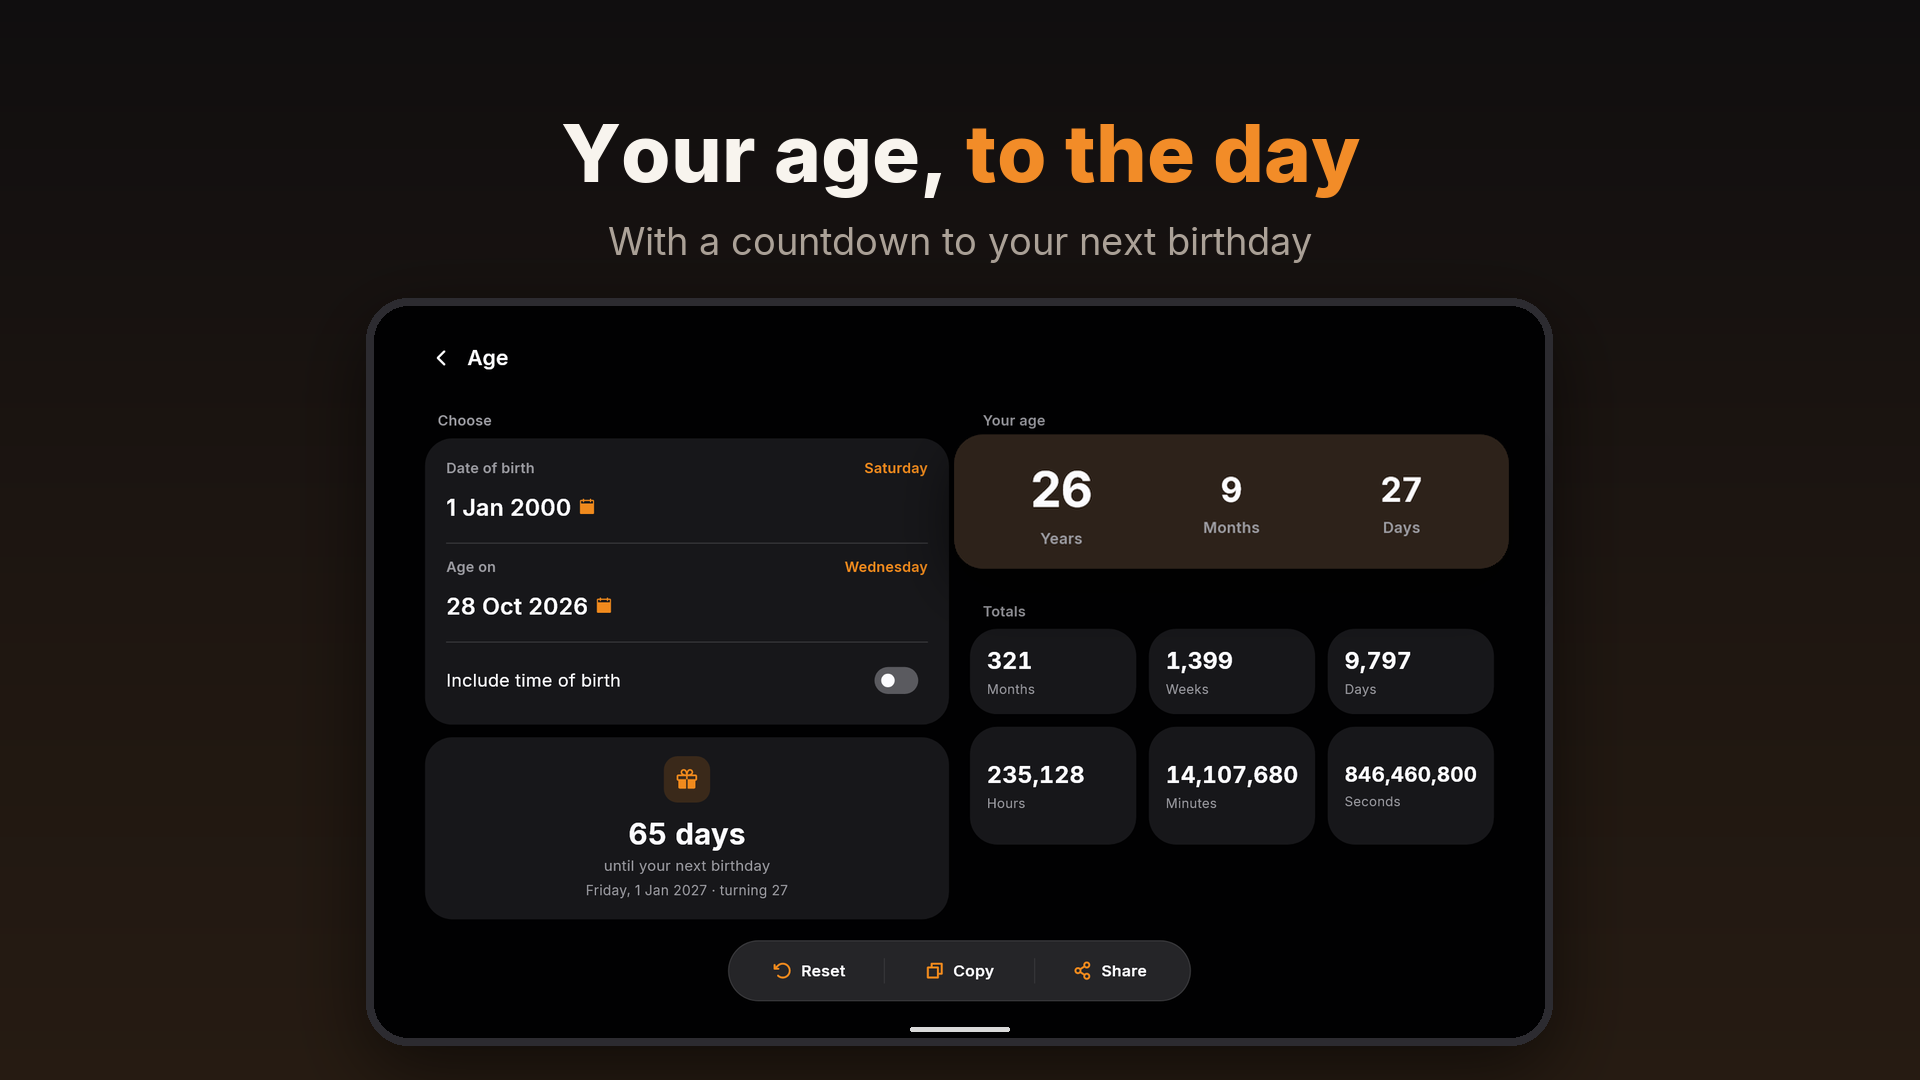 Your age, to the day
With a countdown to your next birthday
Age
Choose
Date of birth
Saturday
1 Jan 2000
Age on
Wednesday
28 Oct 2026
Include time of birth
65 days
until your next birthday
Friday, 1 Jan 2027 · turning 27
Your age
26
Years
9
Months
27
Days
Totals
321
Months
1,399
Weeks
9,797
Days
235,128
Hours
14,107,680
Minutes
846,460,800
Seconds
Reset
Copy
Share